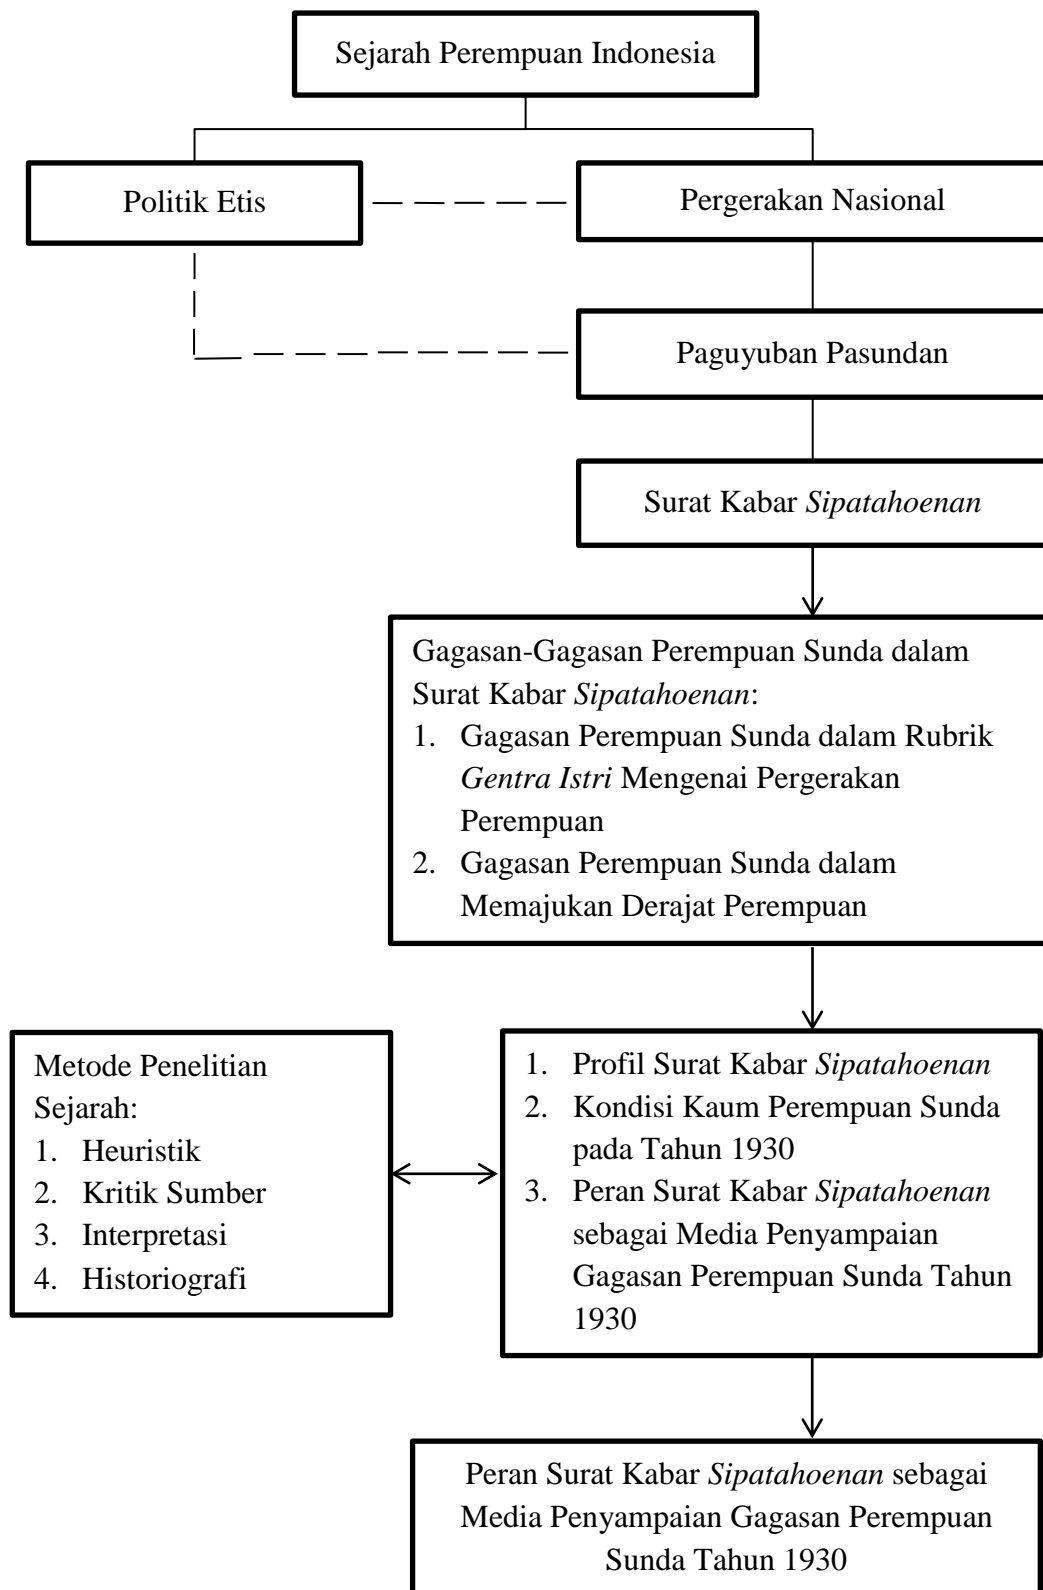 Sejarah Perempuan Indonesia
Politik Etis
Pergerakan Nasional
Paguyuban Pasundan
Surat Kabar Sipatahoenan
Gagasan-Gagasan Perempuan Sunda dalam
Surat Kabar Sipatahoenan:
1. Gagasan Perempuan Sunda dalam Rubrik
Gentra Istri Mengenai Pergerakan
Perempuan
2. Gagasan Perempuan Sunda dalam
Memajukan Derajat Perempuan
Metode Penelitian
Sejarah:
1. Heuristik
2. Kritik Sumber
3. Interpretasi
4. Historiografi
1. Profil Surat Kabar Sipatahoenan
2. Kondisi Kaum Perempuan Sunda
pada Tahun 1930
3. Peran Surat Kabar Sipatahoenan
sebagai Media Penyampaian
Gagasan Perempuan Sunda Tahun
1930
Peran Surat Kabar Sipatahoenan sebagai
Media Penyampaian Gagasan Perempuan
Sunda Tahun 1930